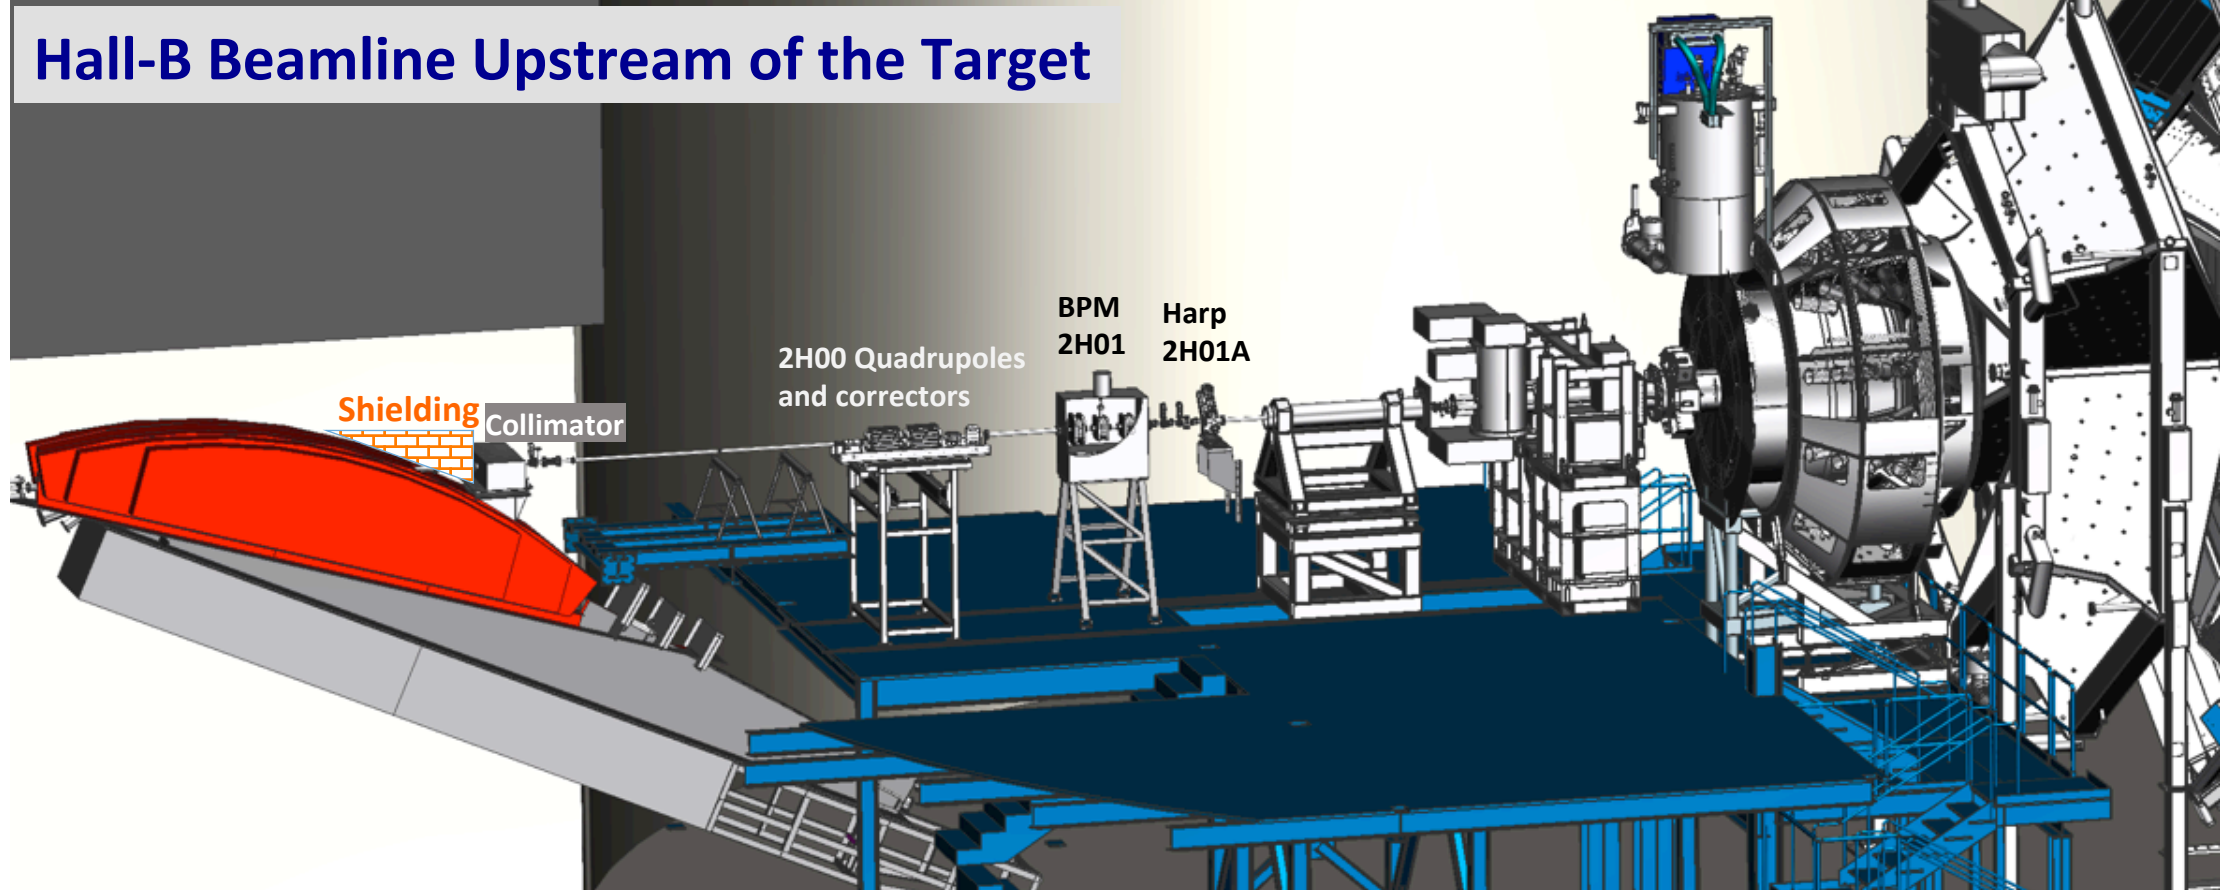 Hall-B Beamline Upstream of the Target
BPM
2H01
Harp
2H01A
2H00 Quadrupoles
and correctors
Shielding
Collimator